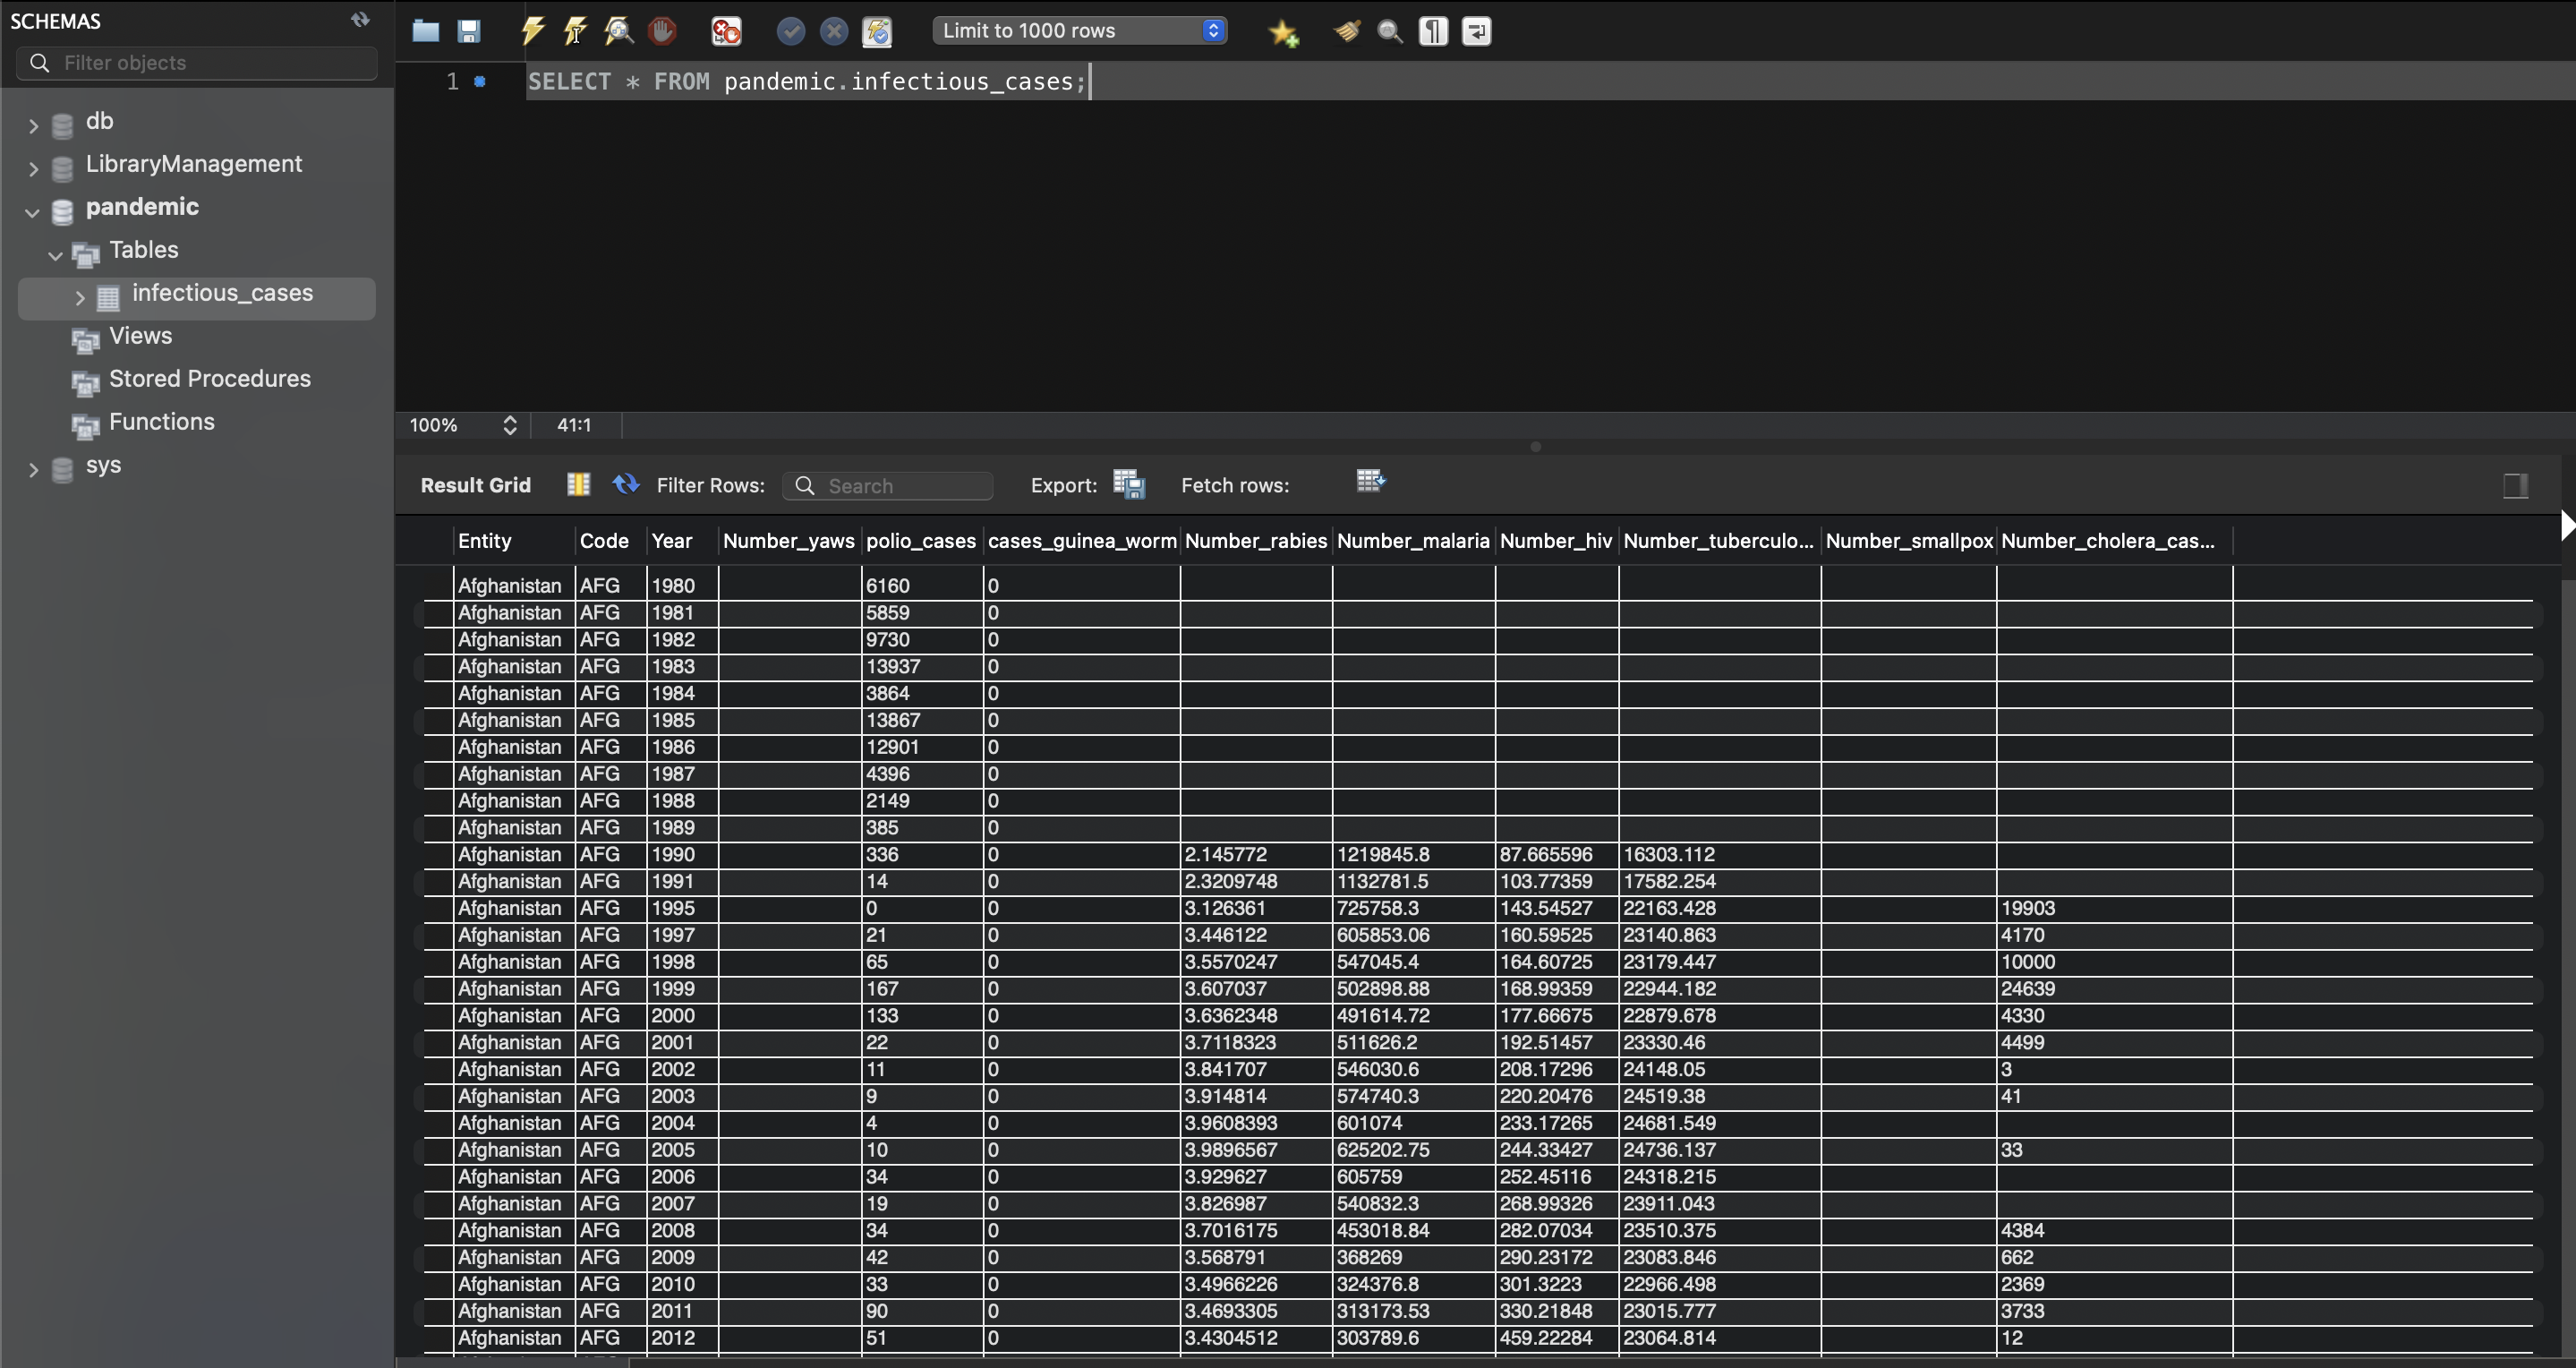 SCHEMAS
Filter objects
db
LibraryManagement
pandemic
Tables
infectious_cases
Views
Stored Procedures
Functions
sys
Limit to 1000 rows
1 SELECT * FROM pandemic.infectious_cases;
100% 41:1
Result Grid Filter Rows: Search Export: Fetch rows:
Entity Code Year Number_yaws polio_cases cases_guinea_worm Number_rabies Number_malaria Number_hiv Number_tuberculo... Number_smallpox Number_cholera_cas...
Afghanistan AFG 1980 6160 0
Afghanistan AFG 1981 5859 0
Afghanistan AFG 1982 9730 0
Afghanistan AFG 1983 13937 0
Afghanistan AFG 1984 3864 0
Afghanistan AFG 1985 13867 0
Afghanistan AFG 1986 12901 0
Afghanistan AFG 1987 4396 0
Afghanistan AFG 1988 2149 0
Afghanistan AFG 1989 385 0
Afghanistan AFG 1990 336 0 2.145772 1219845.8 87.665596 16303.112
Afghanistan AFG 1991 14 0 2.3209748 1132781.5 103.77359 17582.254
Afghanistan AFG 1995 0 0 3.126361 725758.3 143.54527 22163.428 19903
Afghanistan AFG 1997 21 0 3.446122 605853.06 160.59525 23140.863 4170
Afghanistan AFG 1998 65 0 3.5570247 547045.4 164.60725 23179.447 10000
Afghanistan AFG 1999 167 0 3.607037 502898.88 168.99359 22944.182 24639
Afghanistan AFG 2000 133 0 3.6362348 491614.72 177.66675 22879.678 4330
Afghanistan AFG 2001 22 0 3.7118323 511626.2 192.51457 23330.46 4499
Afghanistan AFG 2002 11 0 3.841707 546030.6 208.17296 24148.05 3
Afghanistan AFG 2003 9 0 3.914814 574740.3 220.20476 24519.38 41
Afghanistan AFG 2004 4 0 3.9608393 601074 233.17265 24681.549
Afghanistan AFG 2005 10 0 3.9896567 625202.75 244.33427 24736.137 33
Afghanistan AFG 2006 34 0 3.929627 605759 252.45116 24318.215
Afghanistan AFG 2007 19 0 3.826987 540832.3 268.99326 23911.043
Afghanistan AFG 2008 34 0 3.7016175 453018.84 282.07034 23510.375 4384
Afghanistan AFG 2009 42 0 3.568791 368269 290.23172 23083.846 662
Afghanistan AFG 2010 33 0 3.4966226 324376.8 301.3223 22966.498 2369
Afghanistan AFG 2011 90 0 3.4693305 313173.53 330.21848 23015.777 3733
Afghanistan AFG 2012 51 0 3.4304512 303789.6 459.22284 23064.814 12